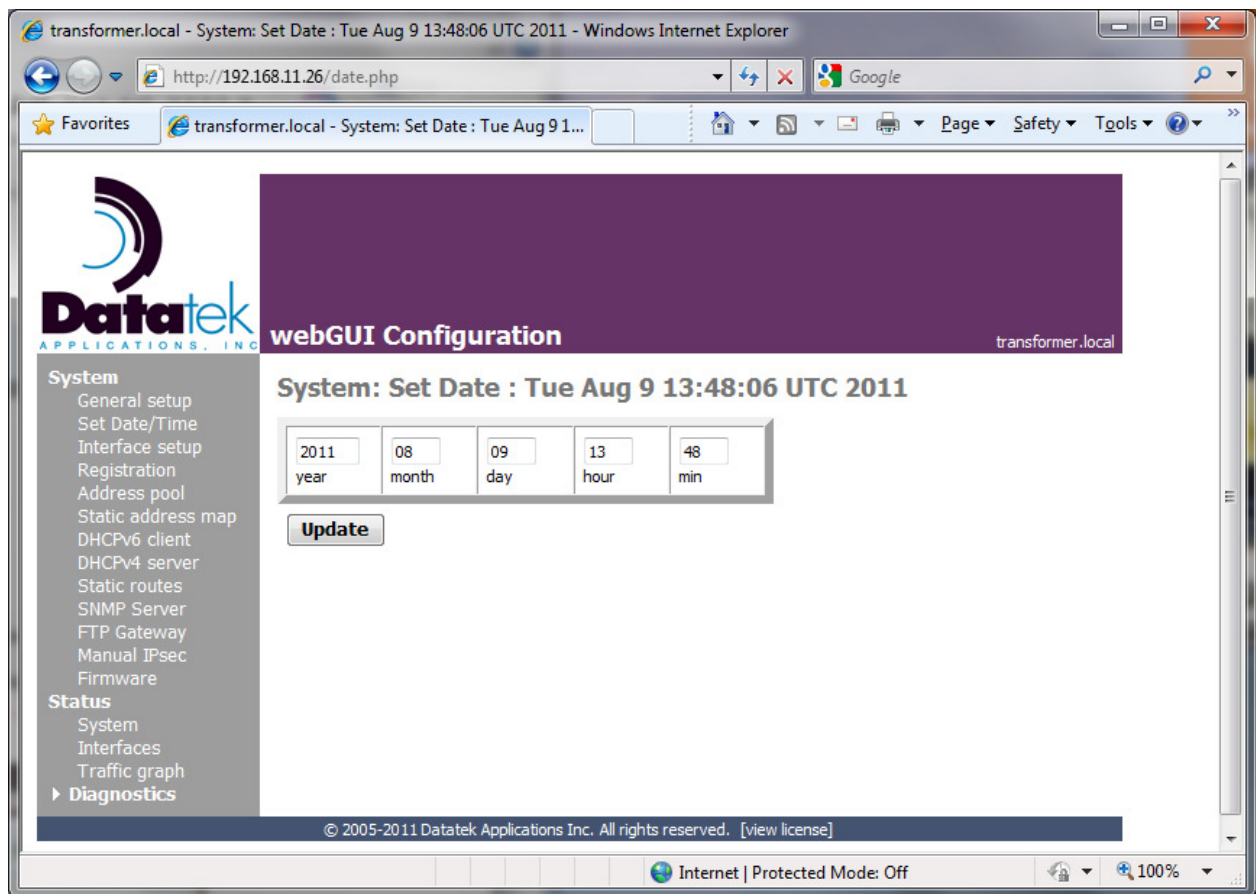 transformer.local - System: Set Date : Tue Aug 9 13:48:06 UTC 2011 - Windows Internet Explorer
http://192.168.11.26/date.php
Google
Favorites
transformer.local - System: Set Date : Tue Aug 9 1...
Page
Safety
Tools
Datatek
APPLICATIONS, INC
webGUI Configuration
transformer.local
System
General setup
Set Date/Time
Interface setup
Registration
Address pool
Static address map
DHCPv6 client
DHCPv4 server
Static routes
SNMP Server
FTP Gateway
Manual IPsec
Firmware
Status
System
Interfaces
Traffic graph
Diagnostics
System: Set Date : Tue Aug 9 13:48:06 UTC 2011
2011 08 09 13 48
year month day hour min
Update
© 2005-2011 Datatek Applications Inc. All rights reserved. [view license]
Internet | Protected Mode: Off
100%